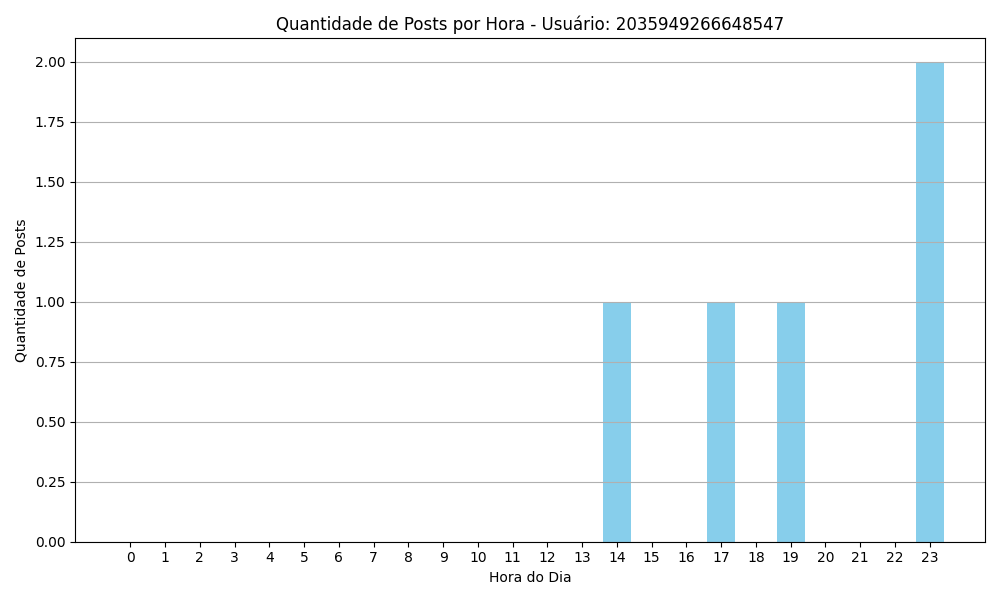 Quantidade de Posts por Hora - Usuário: 2035949266648547
Quantidade de Posts
2.00
1.75
1.50
1.25
1.00
0.75
0.50
0.25
0.00
0 1 2 3 4 5 6 7 8 9 10 11 12 13 14 15 16 17 18 19 20 21 22 23
Hora do Dia